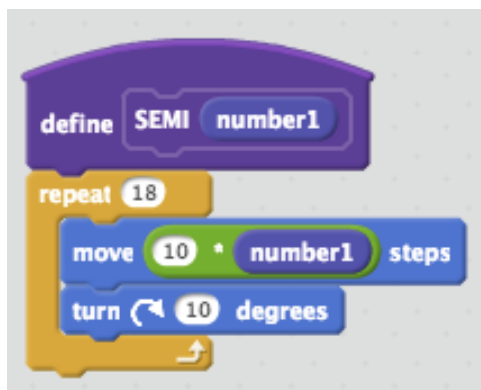 define SEMI number1
repeat 18
move 10 * number1 steps
turn 10 degrees